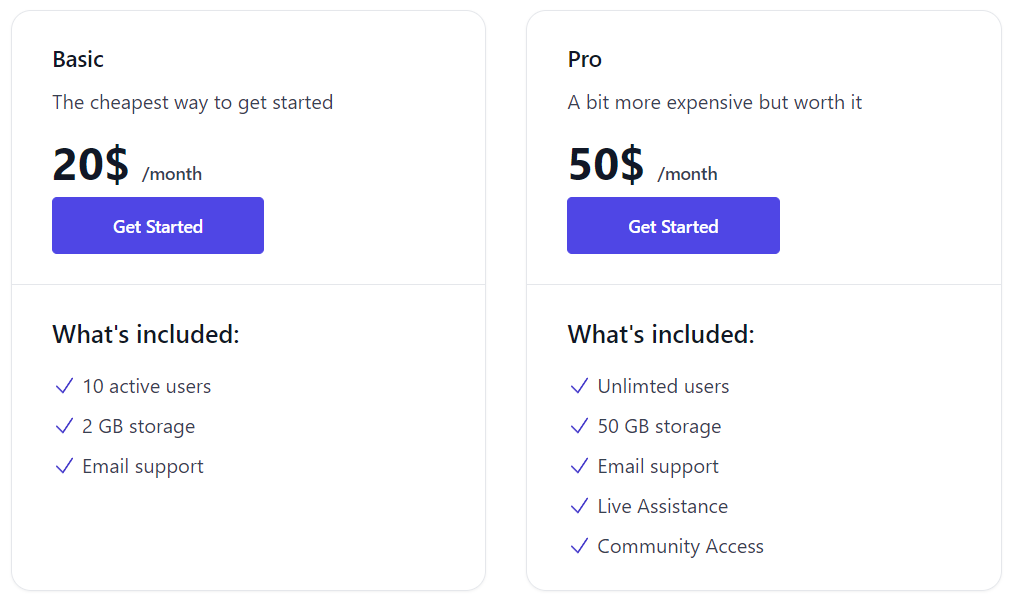 Basic
The cheapest way to get started
20$ /month
Get Started
What's included:
10 active users
2 GB storage
Email support
Pro
A bit more expensive but worth it
50$ /month
Get Started
What's included:
Unlimted users
50 GB storage
Email support
Live Assistance
Community Access